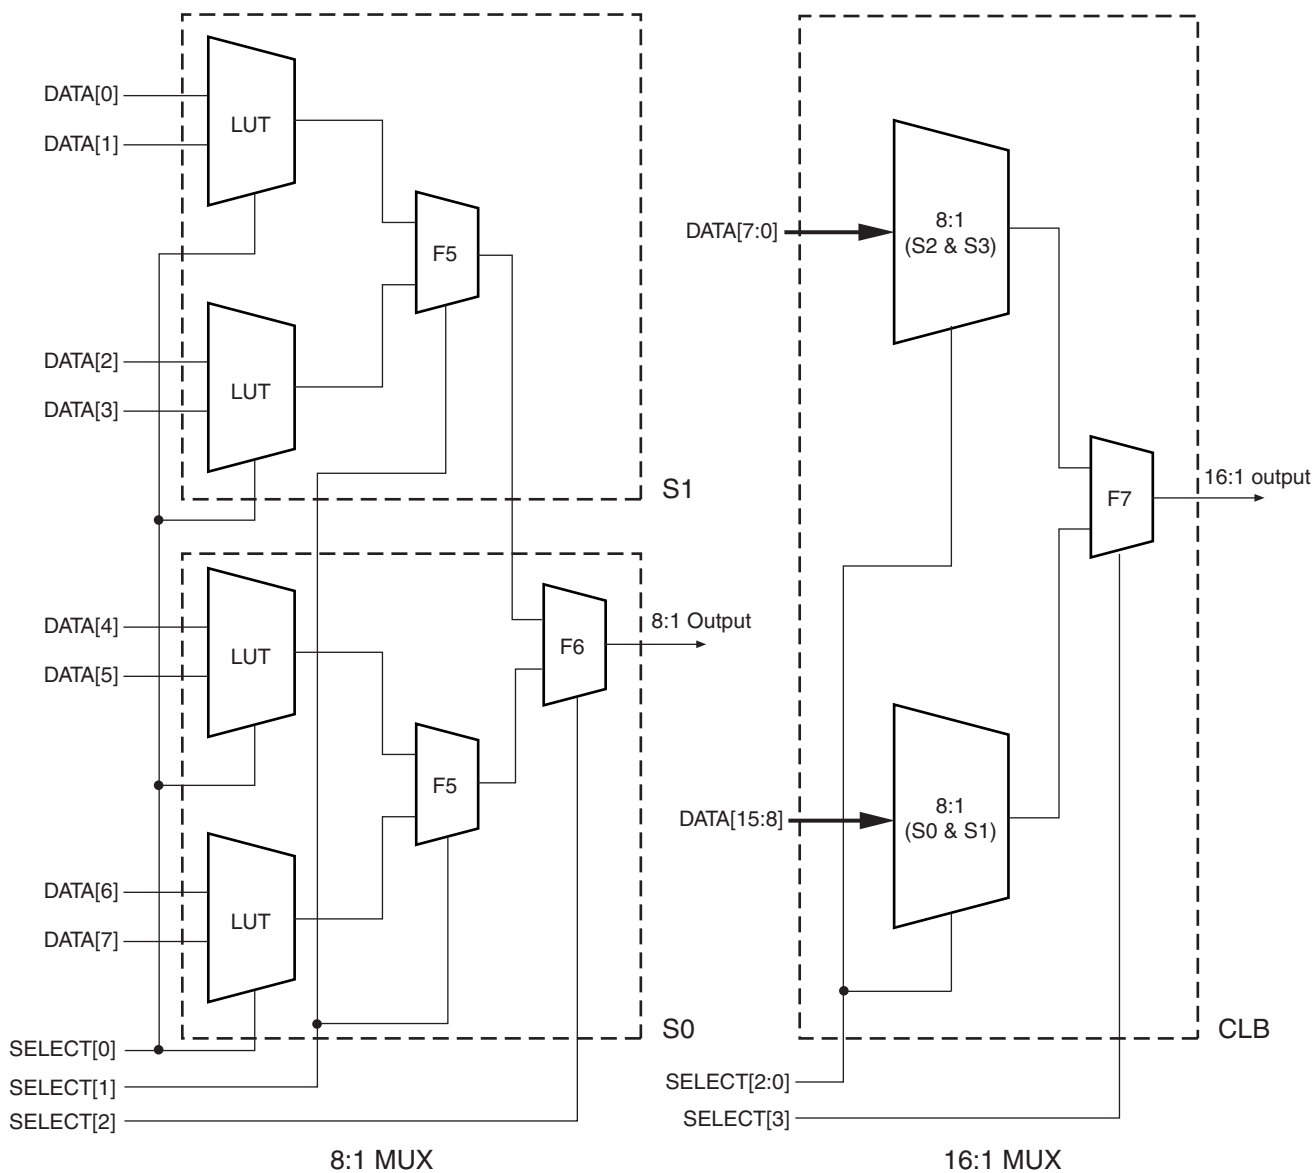 DATA[0]
DATA[1]
LUT
F5
DATA[2]
DATA[3]
LUT
S1
DATA[4]
DATA[5]
LUT
F6
8:1 Output
F5
DATA[6]
DATA[7]
LUT
S0
SELECT[0]
SELECT[1]
SELECT[2]
8:1 MUX
DATA[7:0]
8:1
(S2 & S3)
F7
16:1 output
DATA[15:8]
8:1
(S0 & S1)
CLB
SELECT[2:0]
SELECT[3]
16:1 MUX